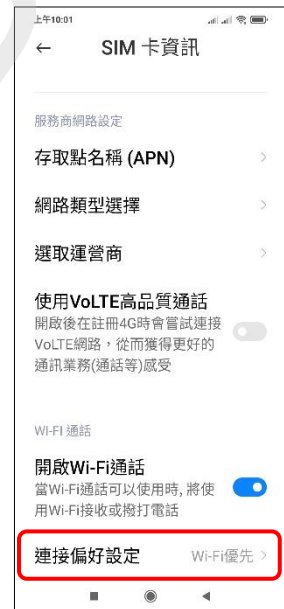 上午10:01
SIM 卡資訊
服務商網路設定
存取點名稱 (APN)
網路類型選擇
選取運營商
使用VoLTE高品質通話
開啟後在註冊4G時會嘗試連接
VoLTE網路，從而獲得更好的
通訊業務(通話等)感受
WI-FI 通話
開啟Wi-Fi通話
當Wi-Fi通話可以使用時, 將使
用Wi-Fi接收或撥打電話
連接偏好設定 Wi-Fi優先